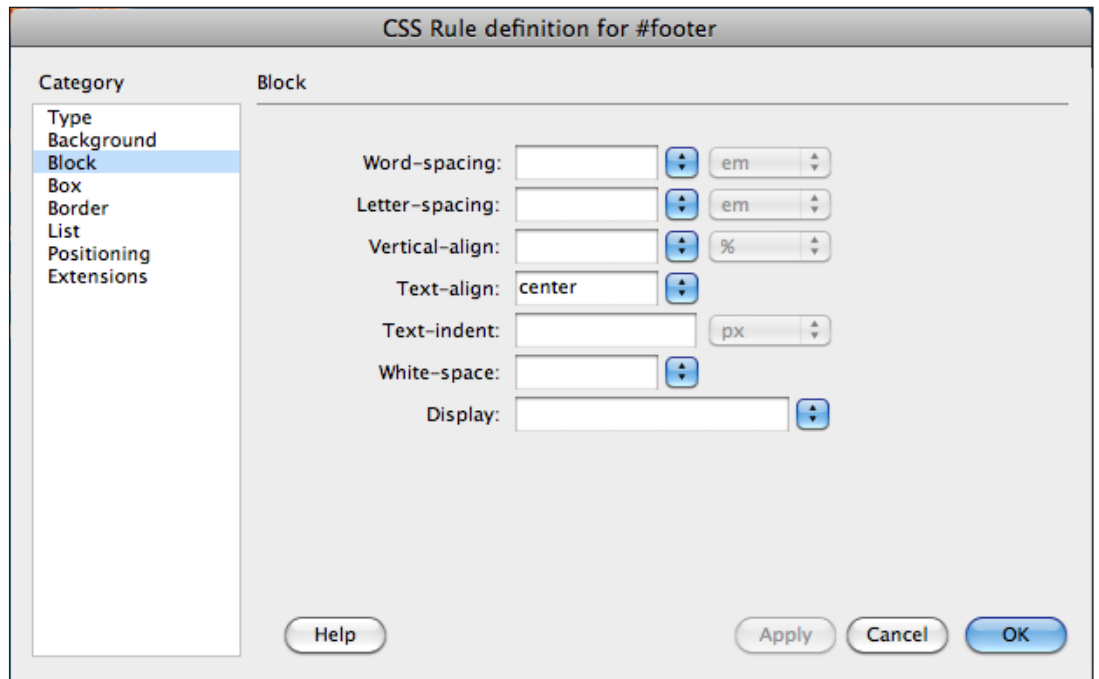 CSS Rule definition for #footer
Category
Block
Type
Background
Block
Box
Border
List
Positioning
Extensions
Word-spacing: em
Letter-spacing: em
Vertical-align: %
Text-align: center
Text-indent: px
White-space:
Display:
Help Apply Cancel OK